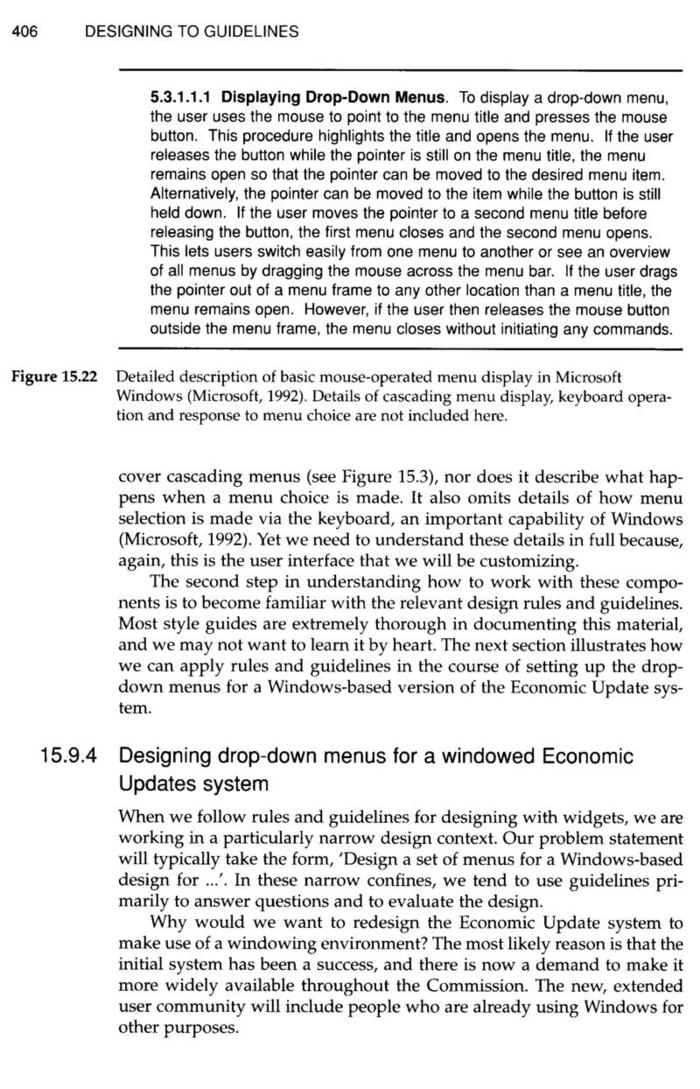 406 DESIGNING TO GUIDELINES
5.3.1.1.1 Displaying Drop-Down Menus. To display a drop-down menu,
the user uses the mouse to point to the menu title and presses the mouse
button. This procedure highlights the title and opens the menu. If the user
releases the button while the pointer is still on the menu title, the menu
remains open so that the pointer can be moved to the desired menu item.
Alternatively, the pointer can be moved to the item while the button is still
held down. If the user moves the pointer to a second menu title before
releasing the button, the first menu closes and the second menu opens.
This lets users switch easily from one menu to another or see an overview
of all menus by dragging the mouse across the menu bar. If the user drags
the pointer out of a menu frame to any other location than a menu title, the
menu remains open. However, if the user then releases the mouse button
outside the menu frame, the menu closes without initiating any commands.
Figure 15.22 Detailed description of basic mouse-operated menu display in Microsoft
Windows (Microsoft, 1992). Details of cascading menu display, keyboard opera-
tion and response to menu choice are not included here.
cover cascading menus (see Figure 15.3), nor does it describe what hap-
pens when a menu choice is made. It also omits details of how menu
selection is made via the keyboard, an important capability of Windows
(Microsoft, 1992). Yet we need to understand these details in full because,
again, this is the user interface that we will be customizing.
The second step in understanding how to work with these compo-
nents is to become familiar with the relevant design rules and guidelines.
Most style guides are extremely thorough in documenting this material,
and we may not want to learn it by heart. The next section illustrates how
we can apply rules and guidelines in the course of setting up the drop-
down menus for a Windows-based version of the Economic Update sys-
tem.
15.9.4 Designing drop-down menus for a windowed Economic
Updates system
When we follow rules and guidelines for designing with widgets, we are
working in a particularly narrow design context. Our problem statement
will typically take the form, 'Design a set of menus for a Windows-based
design for ...'. In these narrow confines, we tend to use guidelines pri-
marily to answer questions and to evaluate the design.
Why would we want to redesign the Economic Update system to
make use of a windowing environment? The most likely reason is that the
initial system has been a success, and there is now a demand to make it
more widely available throughout the Commission. The new, extended
user community will include people who are already using Windows for
other purposes.